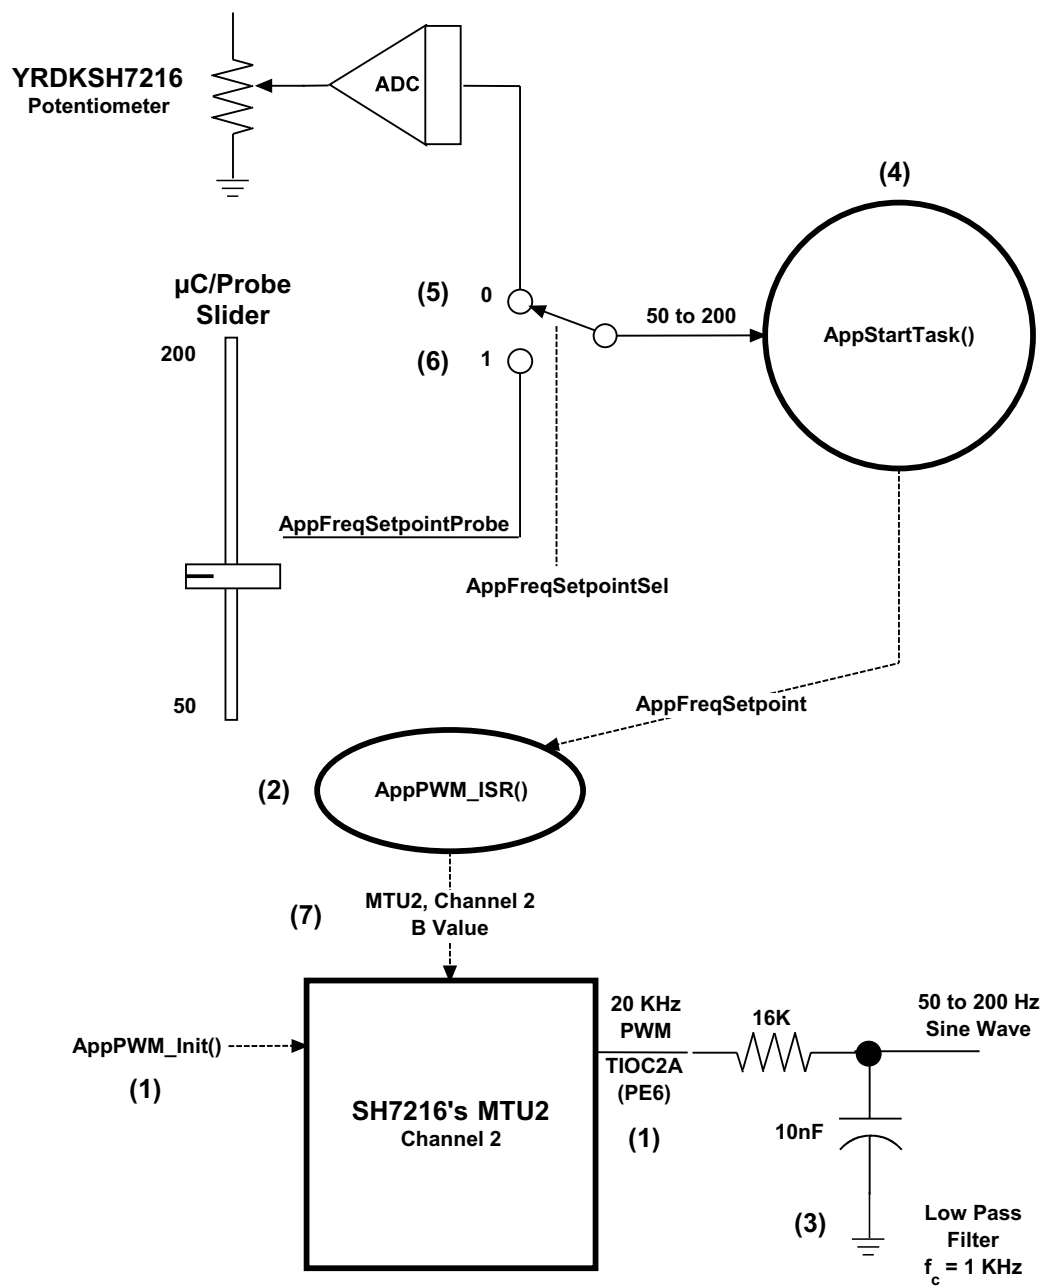 YRDKSH7216
Potentiometer
ADC
(4)
µC/Probe
Slider
200
50
(5) 0
(6) 1
50 to 200
AppStartTask()
AppFreqSetpointProbe
AppFreqSetpointSel
AppFreqSetpoint
(2)
AppPWM_ISR()
(7)
MTU2, Channel 2
B Value
AppPWM_Init()
(1)
SH7216's MTU2
Channel 2
20 KHz
PWM
TIOC2A
(PE6)
(1)
16K
50 to 200 Hz
Sine Wave
10nF
(3)
Low Pass
Filter
f_c = 1 KHz